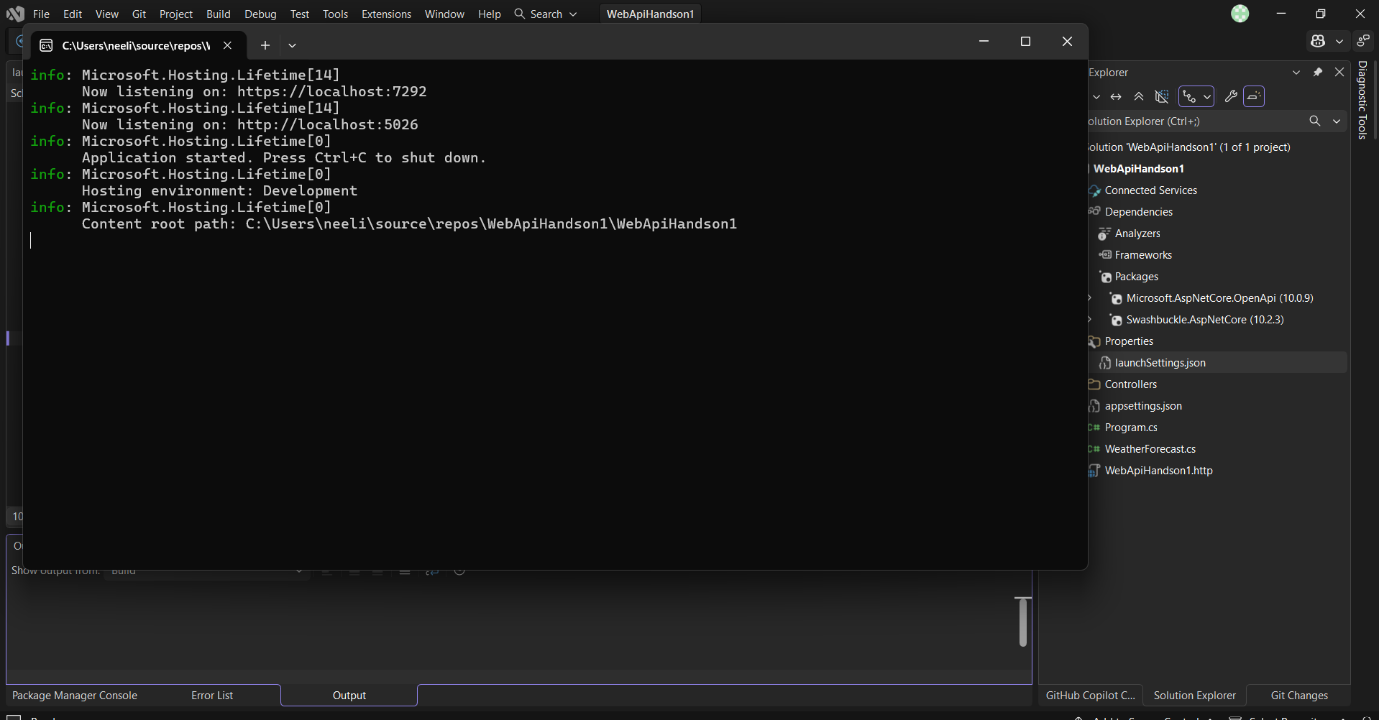 File Edit View Git Project Build Debug Test Tools Extensions Window Help Search WebApiHandson1
C:\Users\neeli\source\repos\\
info: Microsoft.Hosting.Lifetime[14]
Now listening on: https://localhost:7292
info: Microsoft.Hosting.Lifetime[14]
Now listening on: http://localhost:5026
info: Microsoft.Hosting.Lifetime[0]
Application started. Press Ctrl+C to shut down.
info: Microsoft.Hosting.Lifetime[0]
Hosting environment: Development
info: Microsoft.Hosting.Lifetime[0]
Content root path: C:\Users\neeli\source\repos\WebApiHandson1\WebApiHandson1
Explorer
olution Explorer (Ctrl+;)
olution 'WebApiHandson1' (1 of 1 project)
WebApiHandson1
Connected Services
Dependencies
Analyzers
Frameworks
Packages
Microsoft.AspNetCore.OpenApi (10.0.9)
Swashbuckle.AspNetCore (10.2.3)
Properties
launchSettings.json
Controllers
appsettings.json
C# Program.cs
C# WeatherForecast.cs
WebApiHandson1.http
Diagnostic Tools
Show output from: Build
Package Manager Console Error List Output
GitHub Copilot C... Solution Explorer Git Changes